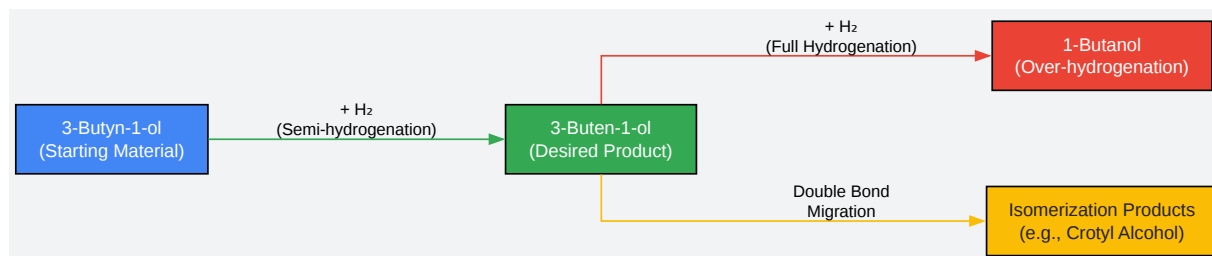 3-Butyn-1-ol
(Starting Material)
+ H₂
(Semi-hydrogenation)
3-Buten-1-ol
(Desired Product)
+ H₂
(Full Hydrogenation)
1-Butanol
(Over-hydrogenation)
Double Bond
Migration
Isomerization Products
(e.g., Crotyl Alcohol)